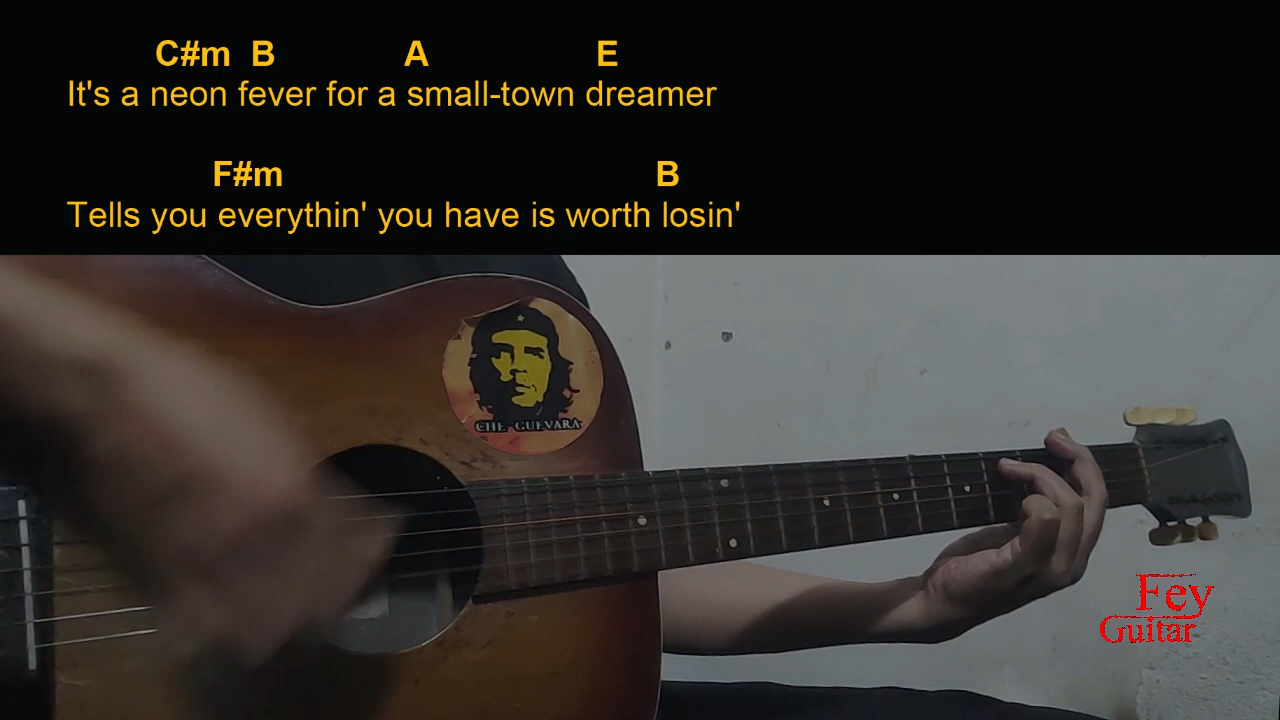 C#m B A E
It's a neon fever for a small-town dreamer
F#m B
Tells you everythin' you have is worth losin'
CHE GUEVARA
Fey
Guitar